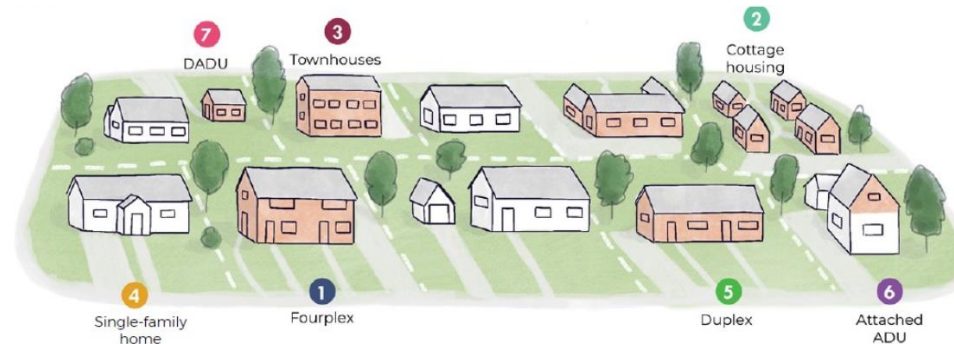 7
DADU
3
Townhouses
2
Cottage
housing
4
Single-family
home
1
Fourplex
5
Duplex
6
Attached
ADU